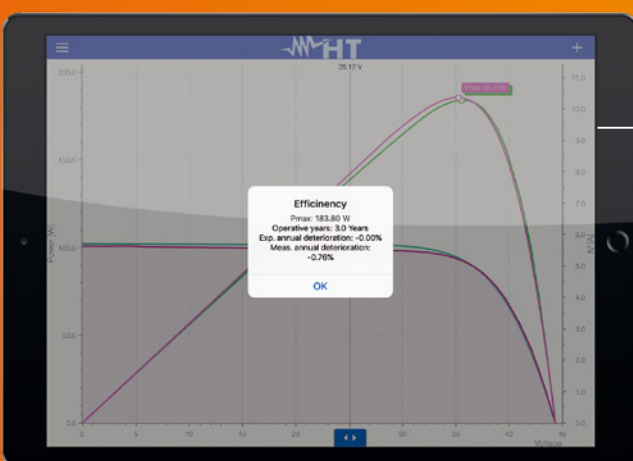 HT
25.12 V
200.0
150.0
100.0
50.0
0.0
Power [W]
11.0
10.0
9.0
8.0
7.0
6.0
5.0
4.0
3.0
2.0
1.0
0.0
Efficinency
Pmax: 183.80 W
Operative years: 3.0 Years
Exp. annual deterioration: -0.00%
Meas. annual deterioration:
-0.76%
OK
0
5
10
15
20
30
35
40
45
Voltage